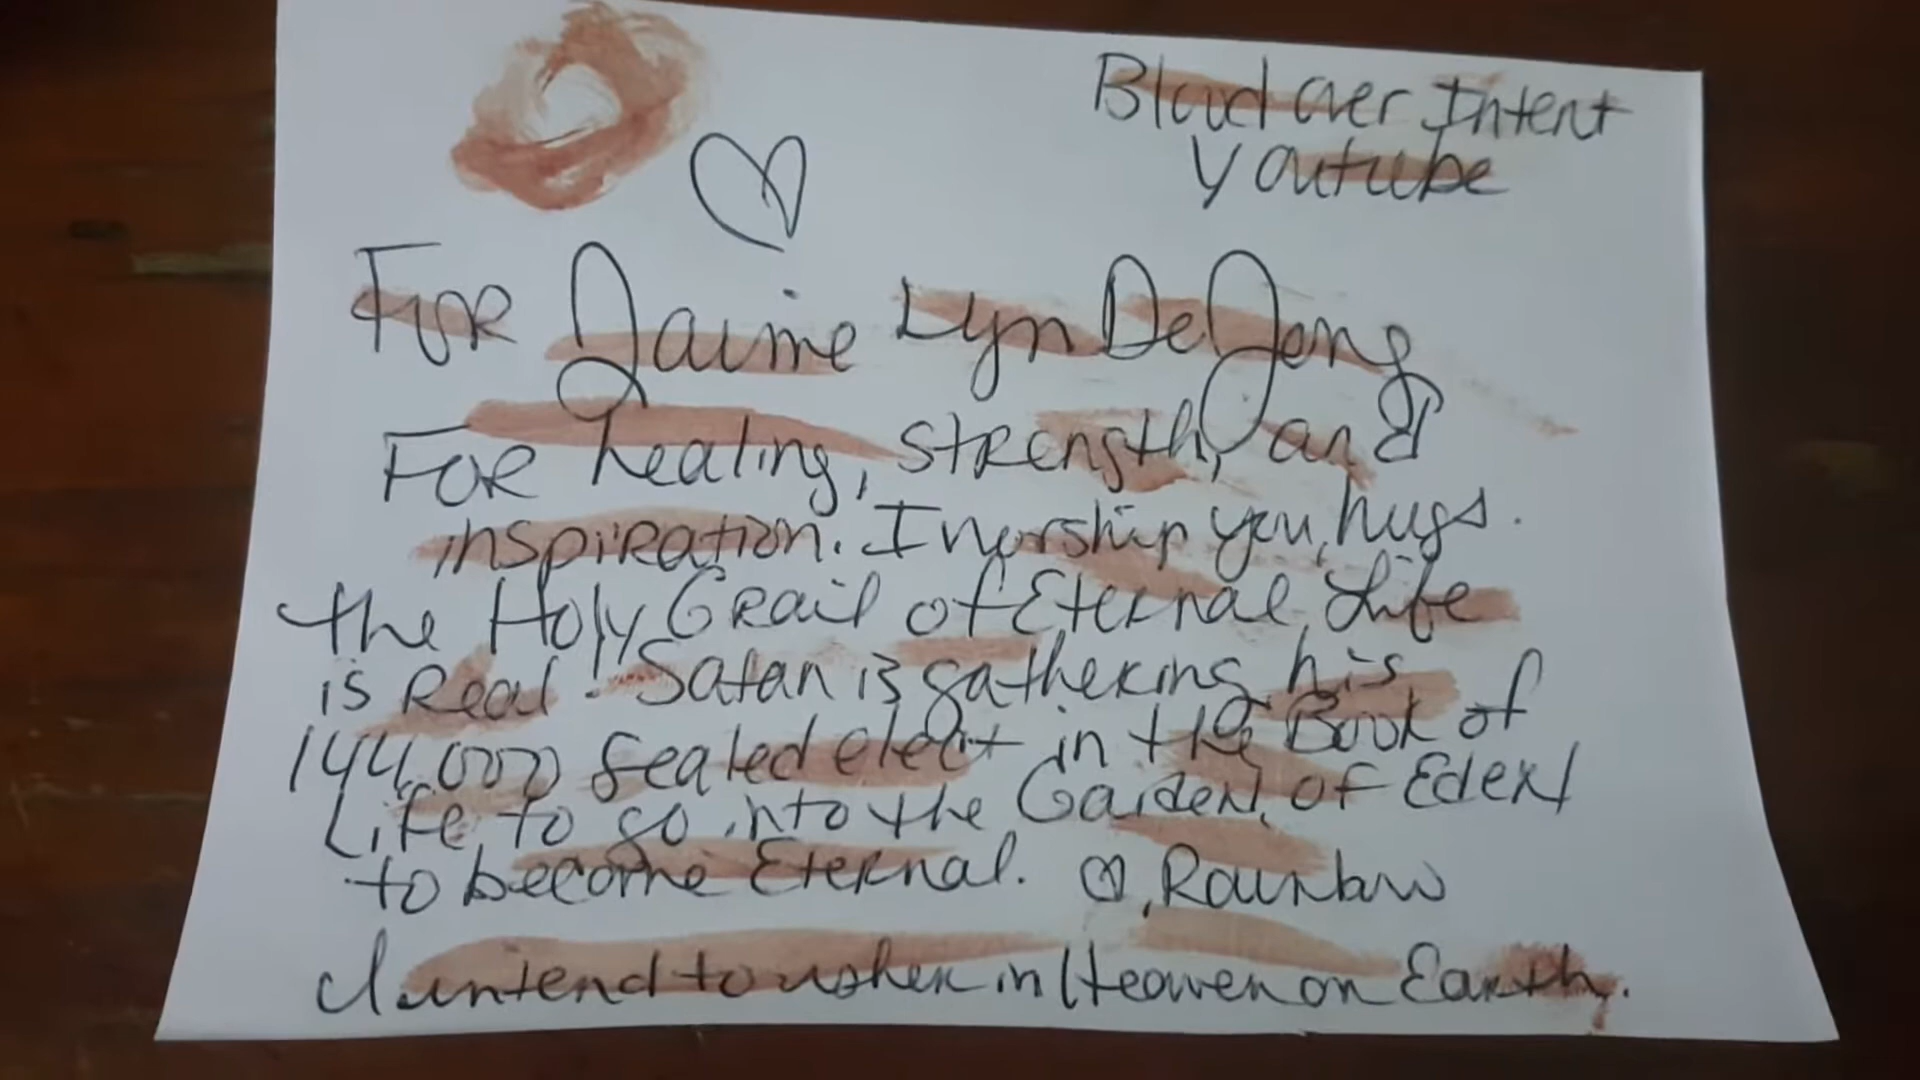 Blood over Intent
Youtube
FOR Jaime Lyn DeJong
FOR healing, strength, and
inspiration. I worship you, hugs.
The Holy Grail of Eternal Life
is Real! Satan is gathering his
144,000 sealed elect in the Book of
Life to go into the Garden of Eden
to become Eternal. ♡, Rainbow
I intend to usher in Heaven on Earth.